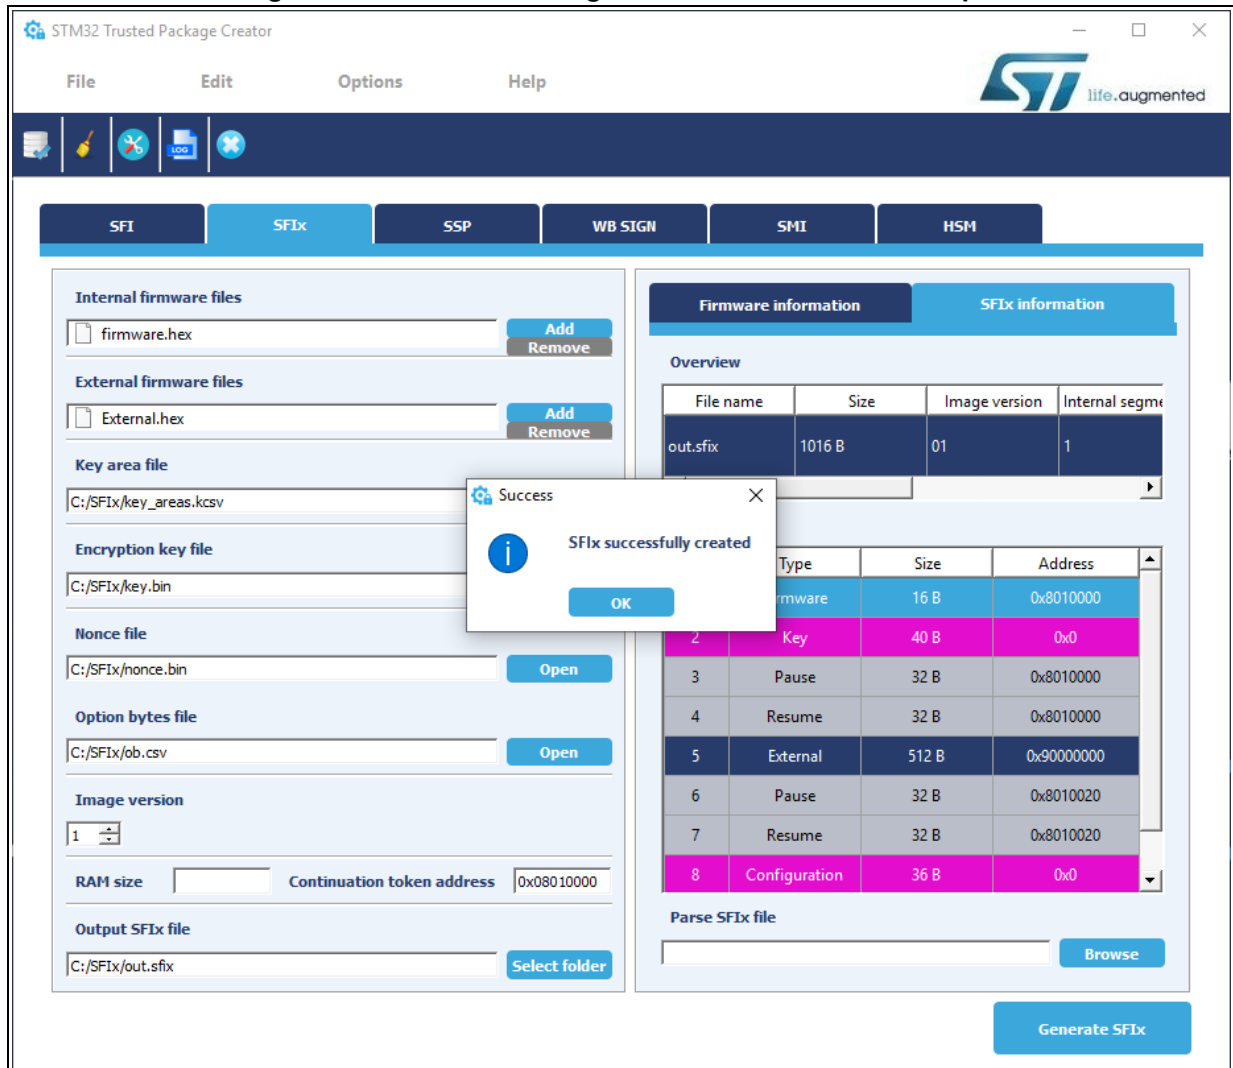 STM32 Trusted Package Creator
File Edit Options Help
life.augmented
LOG
SFI SFIx SSP WB SIGN SMI HSM
Internal firmware files
firmware.hex
Add
Remove
External firmware files
External.hex
Add
Remove
Key area file
C:/SFIx/key_areas.kcsv
Encryption key file
C:/SFIx/key.bin
Nonce file
C:/SFIx/nonce.bin Open
Option bytes file
C:/SFIx/ob.csv Open
Image version
1
RAM size Continuation token address 0x08010000
Output SFIx file
C:/SFIx/out.sfix Select folder
Firmware information SFIx information
Overview
File name Size Image version Internal segme
out.sfix 1016 B 01 1
Success
SFIx successfully created
OK
Type Size Address
rmware 16 B 0x8010000
2 Key 40 B 0x0
3 Pause 32 B 0x8010000
4 Resume 32 B 0x8010000
5 External 512 B 0x90000000
6 Pause 32 B 0x8010020
7 Resume 32 B 0x8010020
8 Configuration 36 B 0x0
Parse SFIx file
Browse
Generate SFIx